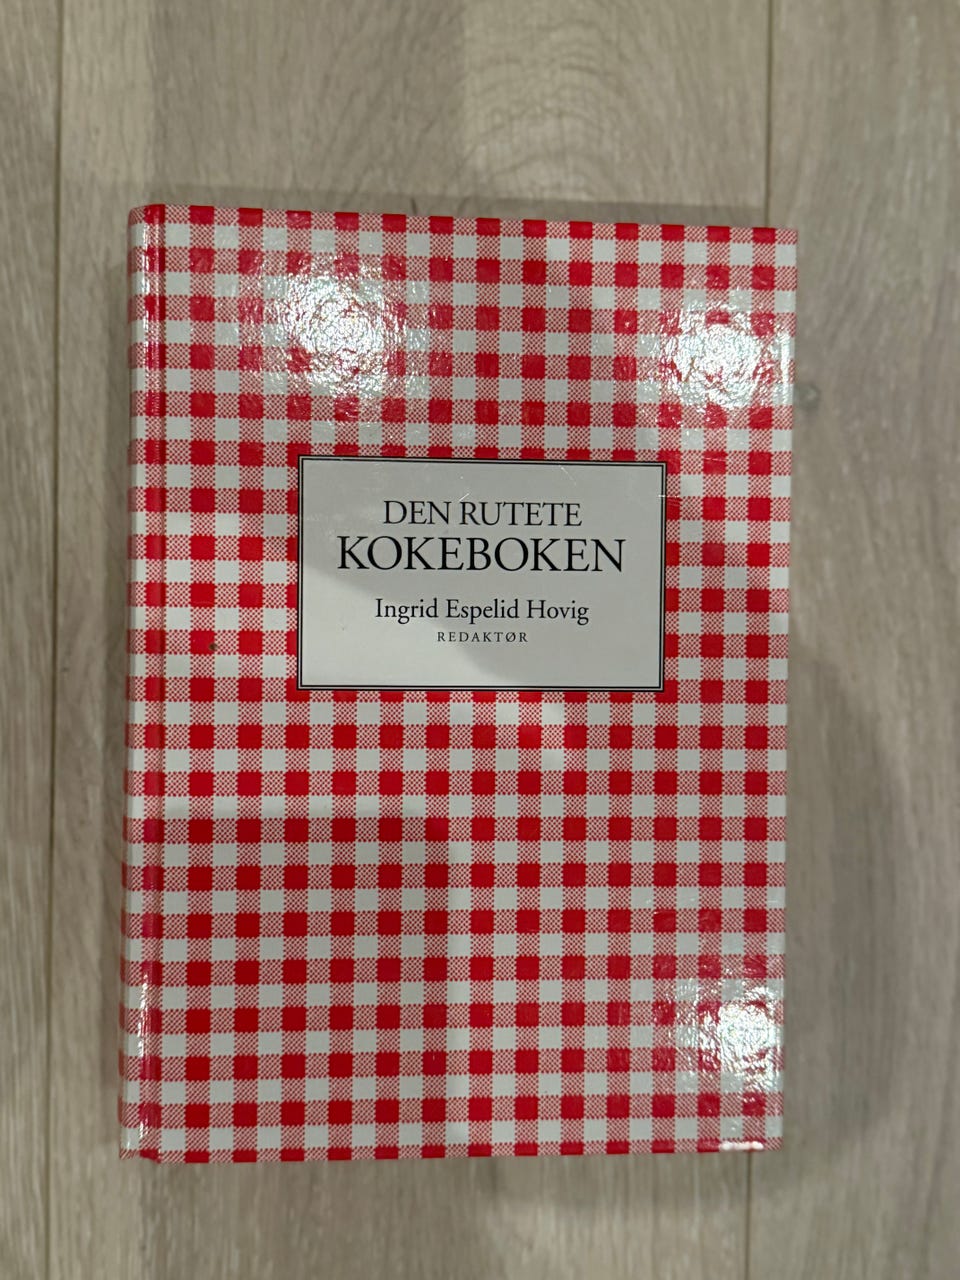 DEN RUTETE
KOKEBOKEN
Ingrid Espelid Hovig
REDAKTØR